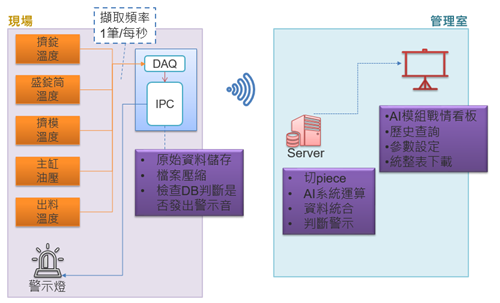 現場
擷取頻率
1筆/每秒
管理室
擠錠
溫度
盛錠筒
溫度
擠模
溫度
主缸
油壓
出料
溫度
DAQ
IPC
•原始資料儲存
•檔案壓縮
•檢查DB判斷是
否發出警示音
警示燈
Server
•切piece
•AI系統運算
•資料統合
•判斷警示
•AI模組戰情看板
•歷史查詢
•參數設定
•統整表下載